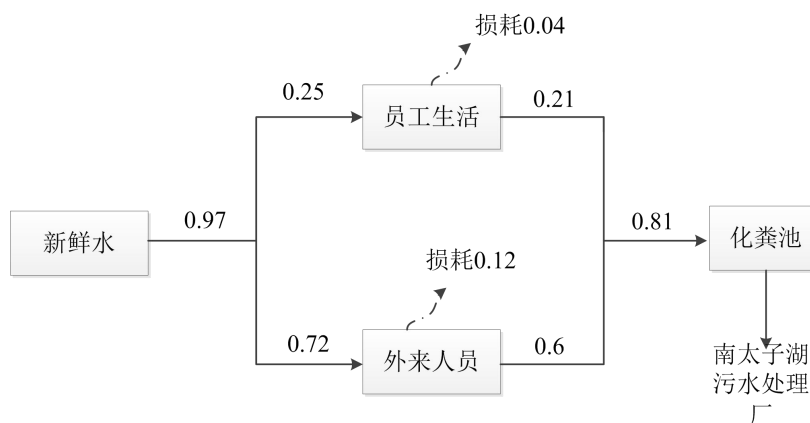 损耗0.04
0.25
员工生活
0.21
新鲜水
0.97
0.81
化粪池
损耗0.12
0.72
外来人员
0.6
南太子湖
污水处理
厂